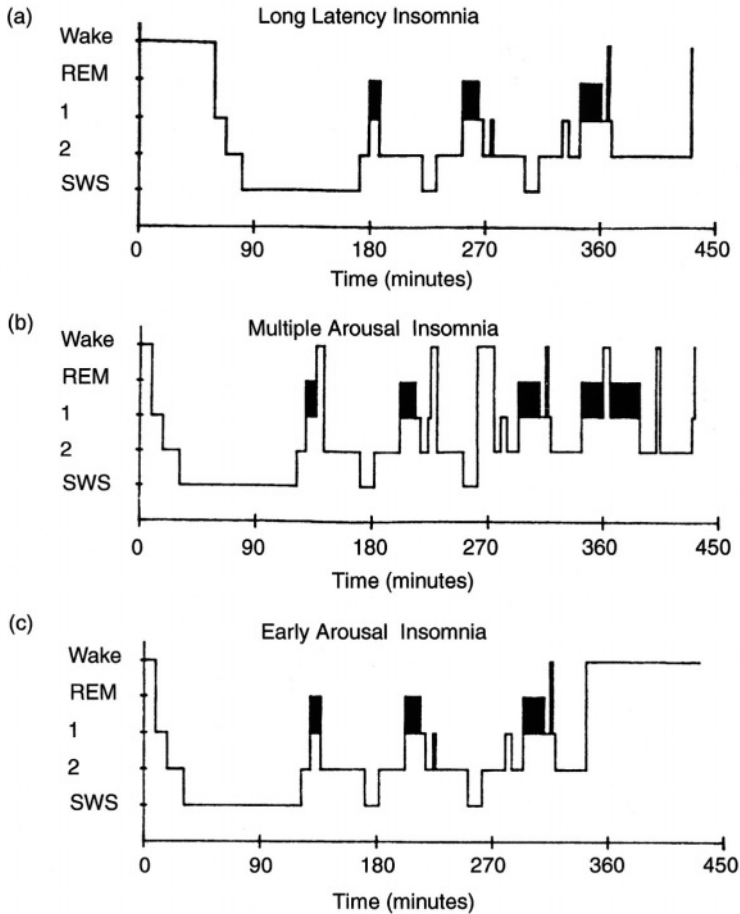 (a)
Long Latency Insomnia
Wake
REM
1
2
SWS
0 90 180 270 360 450
Time (minutes)
(b)
Multiple Arousal Insomnia
Wake
REM
1
2
SWS
0 90 180 270 360 450
Time (minutes)
(c)
Early Arousal Insomnia
Wake
REM
1
2
SWS
0 90 180 270 360 450
Time (minutes)